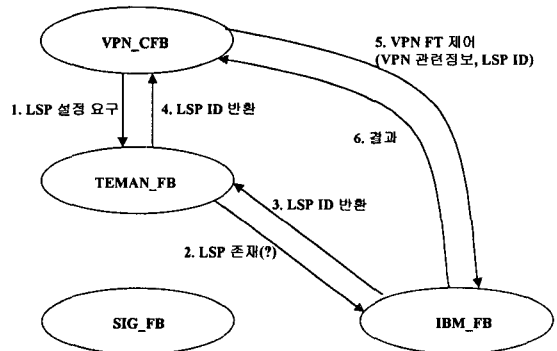 VPN_CFB
5. VPN FT 제어
(VPN 관련정보, LSP ID)
1. LSP 설정 요구
4. LSP ID 반환
6. 결과
TEMAN_FB
3. LSP ID 반환
2. LSP 존재(?)
SIG_FB
IBM_FB